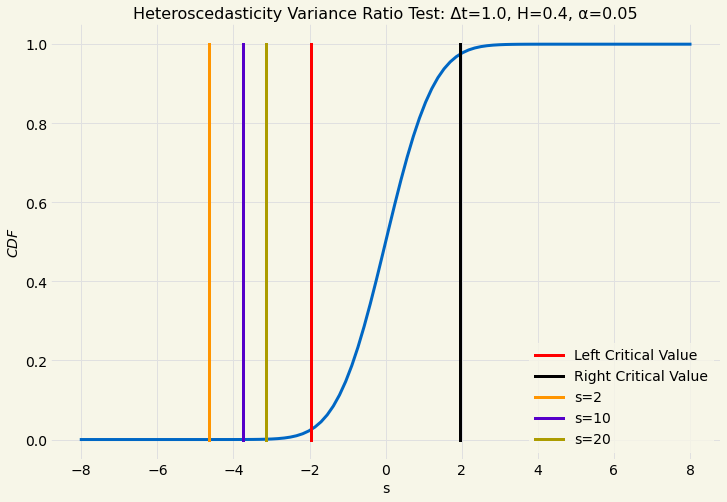 Heteroscedasticity Variance Ratio Test: Δt=1.0, H=0.4, α=0.05
1.0
0.8
0.6
0.4
0.2
0.0
CDF
−8
−6
−4
−2
0
2
4
6
8
s
Left Critical Value
Right Critical Value
s=2
s=10
s=20